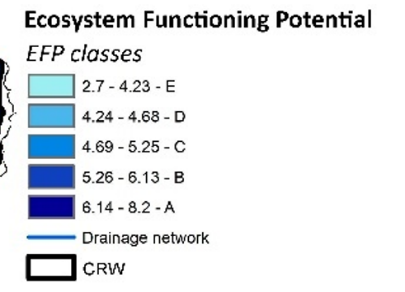 Ecosystem Functioning Potential
EFP classes
2.7 - 4.23 - E
4.24 - 4.68 - D
4.69 - 5.25 - C
5.26 - 6.13 - B
6.14 - 8.2 - A
Drainage network
CRW